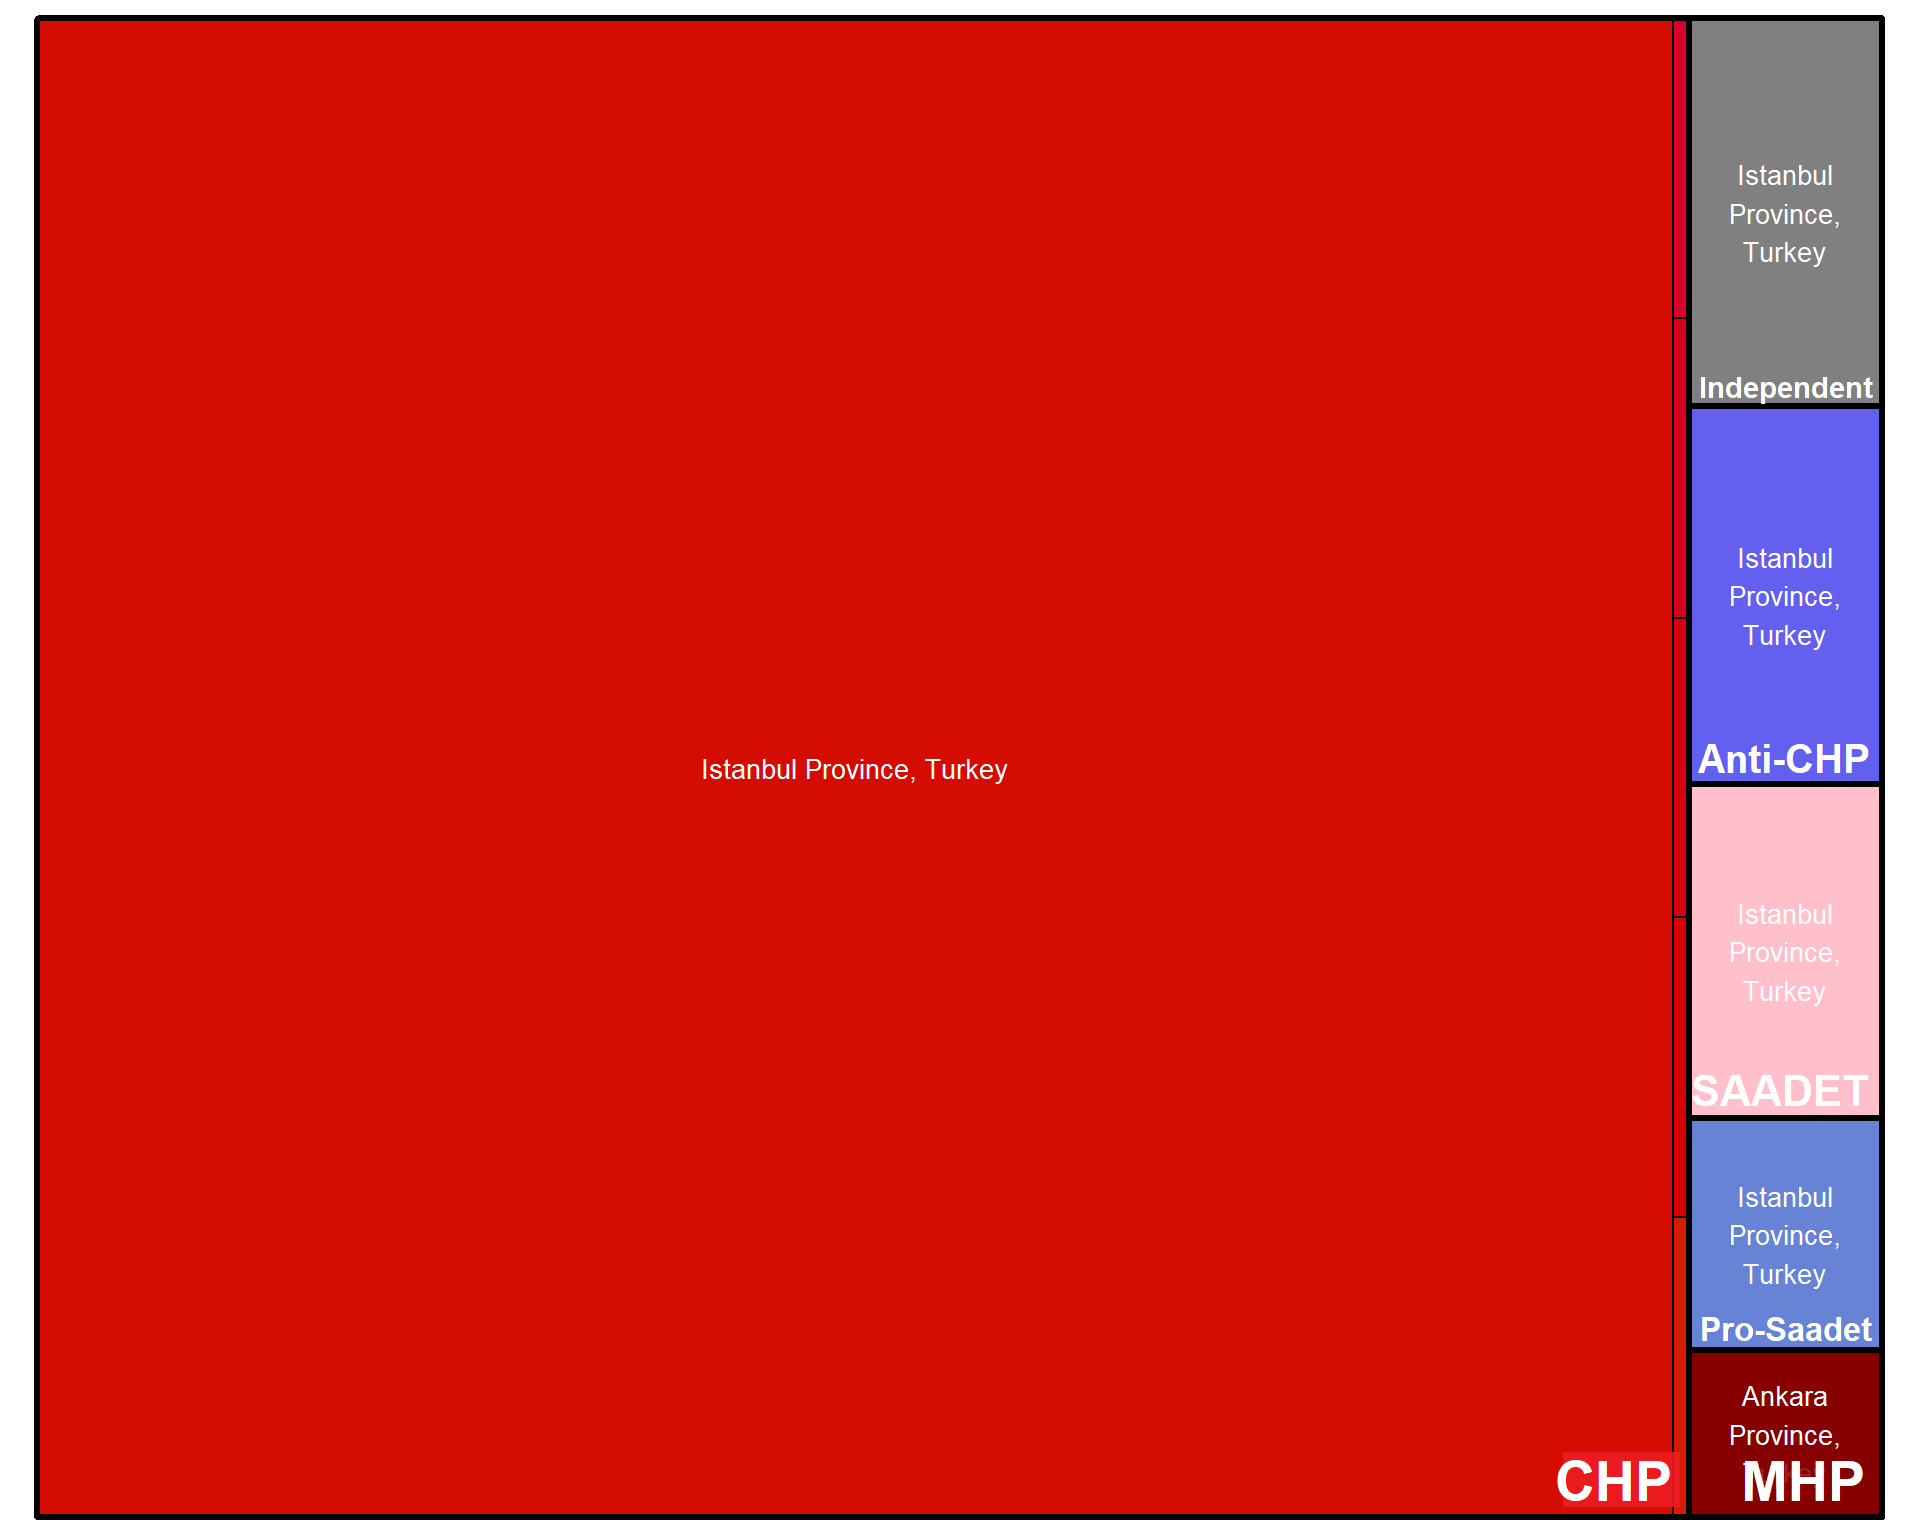 Istanbul Province, Turkey
CHP
Istanbul
Province,
Turkey
Independent
Istanbul
Province,
Turkey
Anti-CHP
Istanbul
Province,
Turkey
SAADET
Istanbul
Province,
Turkey
Pro-Saadet
Ankara
Province,
MHP